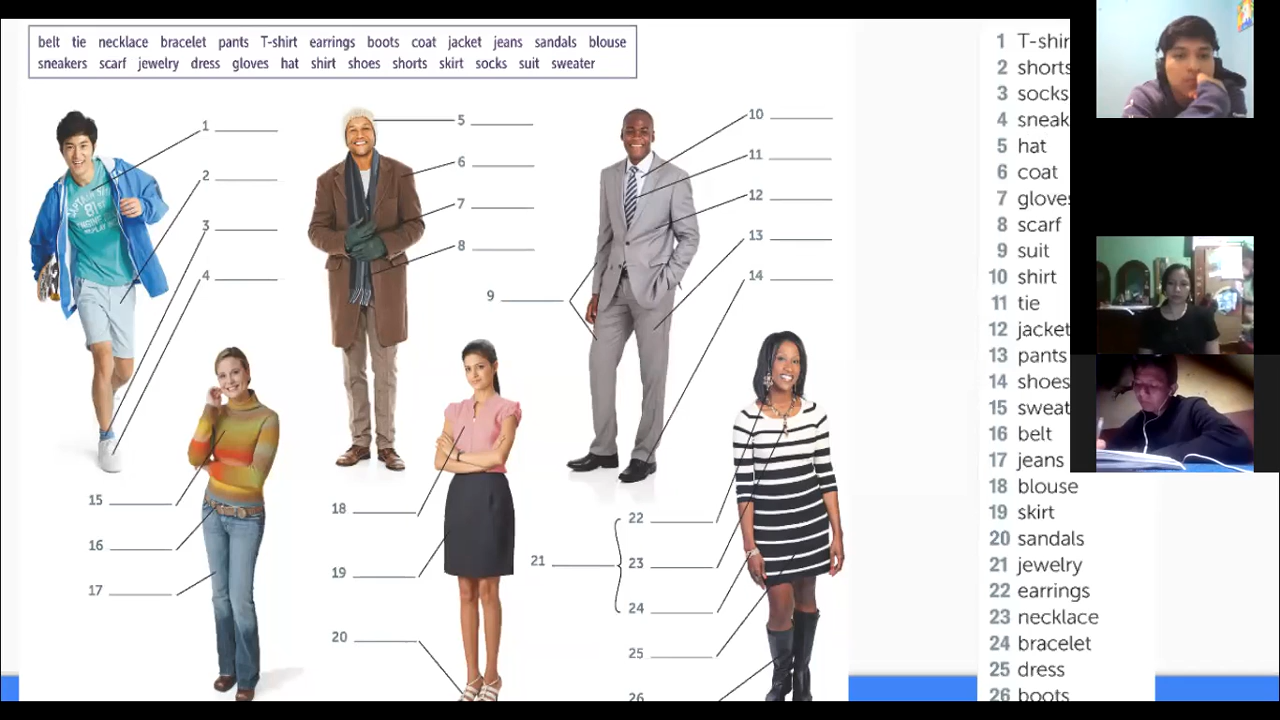 belt tie necklace bracelet pants T-shirt earrings boots coat jacket jeans sandals blouse
sneakers scarf jewelry dress gloves hat shirt shoes shorts skirt socks suit sweater
1
2
3
4
5
6
7
8
9
10
11
12
13
14
15
16
17
18
19
20
21
22
23
24
25
26
1 T-shir
2 shorts
3 socks
4 sneak
5 hat
6 coat
7 gloves
8 scarf
9 suit
10 shirt
11 tie
12 jacket
13 pants
14 shoes
15 sweat
16 belt
17 jeans
18 blouse
19 skirt
20 sandals
21 jewelry
22 earrings
23 necklace
24 bracelet
25 dress
26 boots